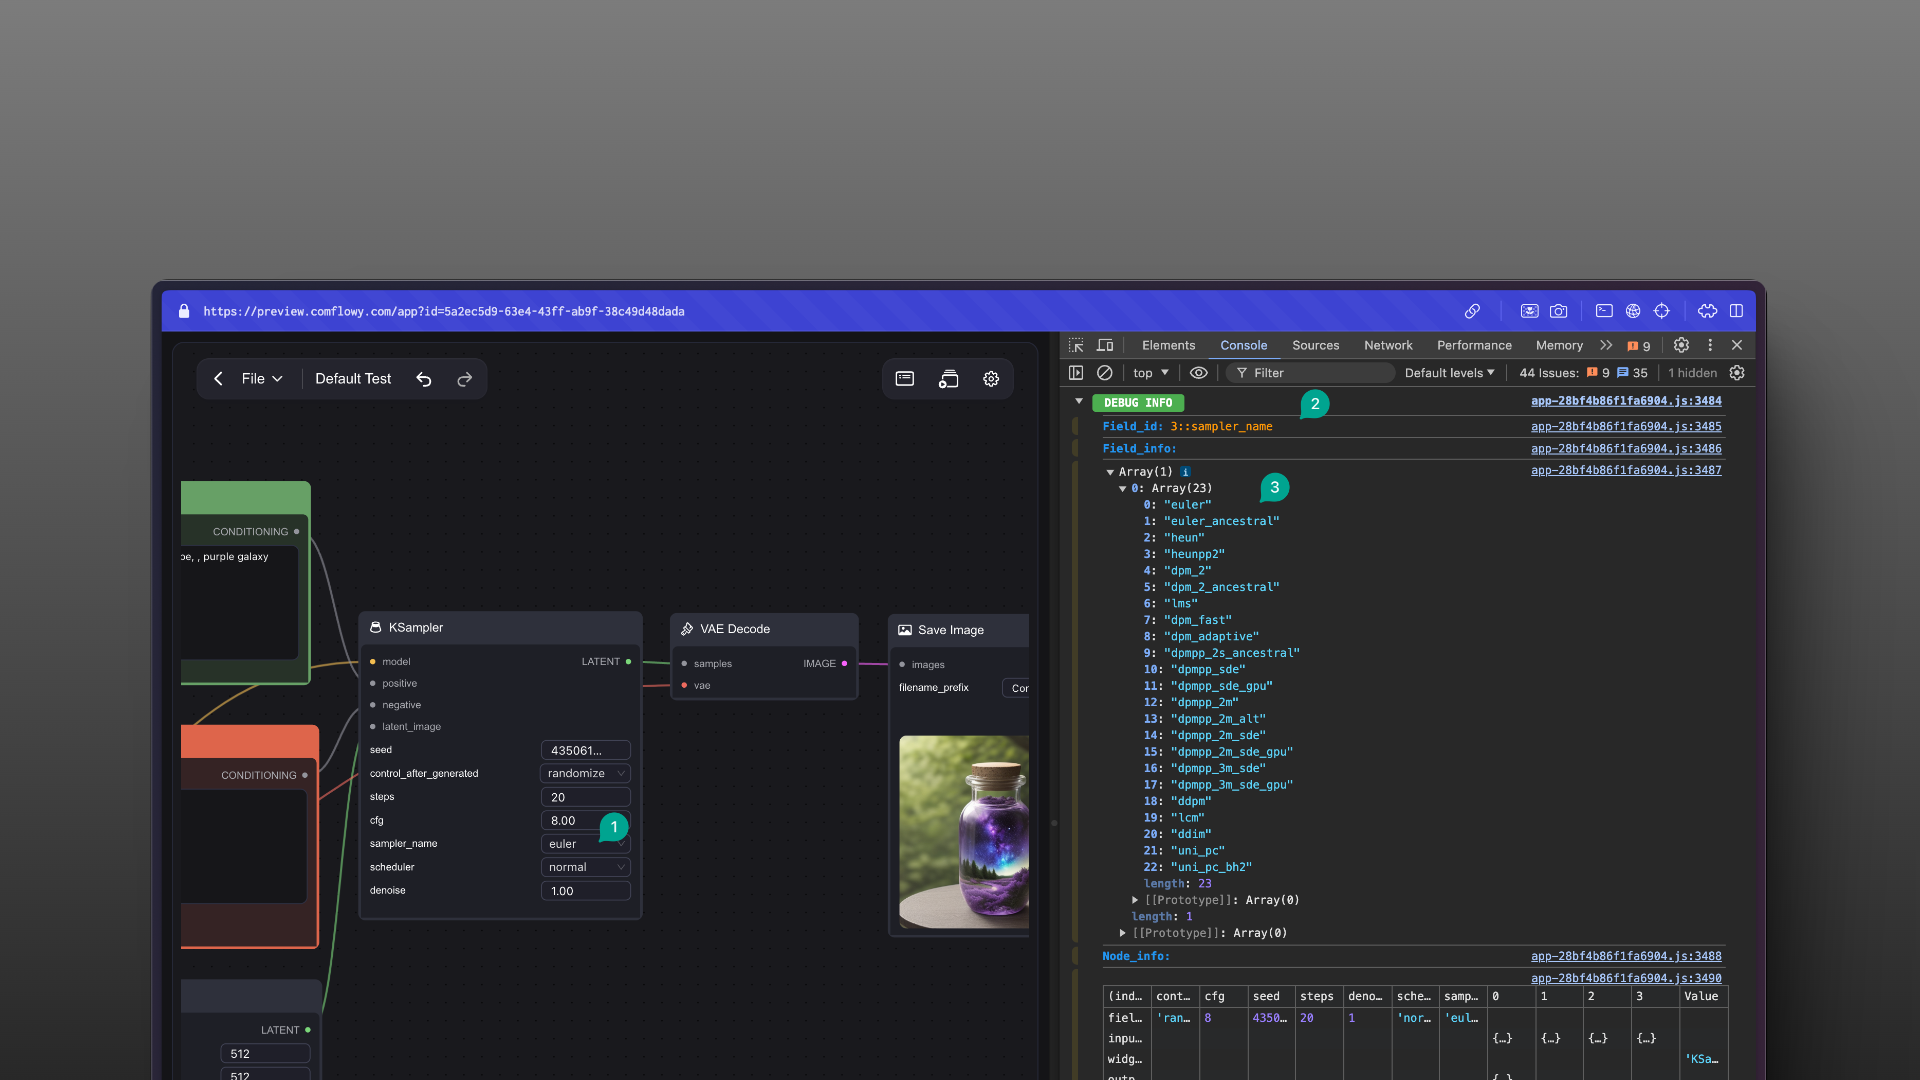 https://preview.comflowy.com/app?id=5a2ec5d9-63e4-43ff-ab9f-38c49d48dada
File
Default Test
CONDITIONING
pe, , purple galaxy
CONDITIONING
LATENT
512
512
KSampler
model
LATENT
positive
negative
latent_image
seed
435061...
control_after_generated
randomize
steps
20
cfg
8.00
1
sampler_name
euler
scheduler
normal
denoise
1.00
VAE Decode
samples
IMAGE
vae
Save Image
images
filename_prefix
Con
Elements Console Sources Network Performance Memory 9
top Filter Default levels 44 Issues: 9 35 1 hidden
DEBUG INFO 2 app-28bf4b86f1fa6904.js:3484
Field_id: 3::sampler_name app-28bf4b86f1fa6904.js:3485
Field_info: app-28bf4b86f1fa6904.js:3486
Array(1) i app-28bf4b86f1fa6904.js:3487
0: Array(23) 3
0: "euler"
1: "euler_ancestral"
2: "heun"
3: "heunpp2"
4: "dpm_2"
5: "dpm_2_ancestral"
6: "lms"
7: "dpm_fast"
8: "dpm_adaptive"
9: "dpmpp_2s_ancestral"
10: "dpmpp_sde"
11: "dpmpp_sde_gpu"
12: "dpmpp_2m"
13: "dpmpp_2m_alt"
14: "dpmpp_2m_sde"
15: "dpmpp_2m_sde_gpu"
16: "dpmpp_3m_sde"
17: "dpmpp_3m_sde_gpu"
18: "ddpm"
19: "lcm"
20: "ddim"
21: "uni_pc"
22: "uni_pc_bh2"
length: 23
[[Prototype]]: Array(0)
length: 1
[[Prototype]]: Array(0)
Node_info: app-28bf4b86f1fa6904.js:3488
app-28bf4b86f1fa6904.js:3490
(ind… cont… cfg seed steps deno… sche… samp… 0 1 2 3 Value
fiel… 'ran… 8 4350… 20 1 'nor… 'eul…
inpu… {…} {…} {…} {…}
widg… 'KSa…
outp… {…}